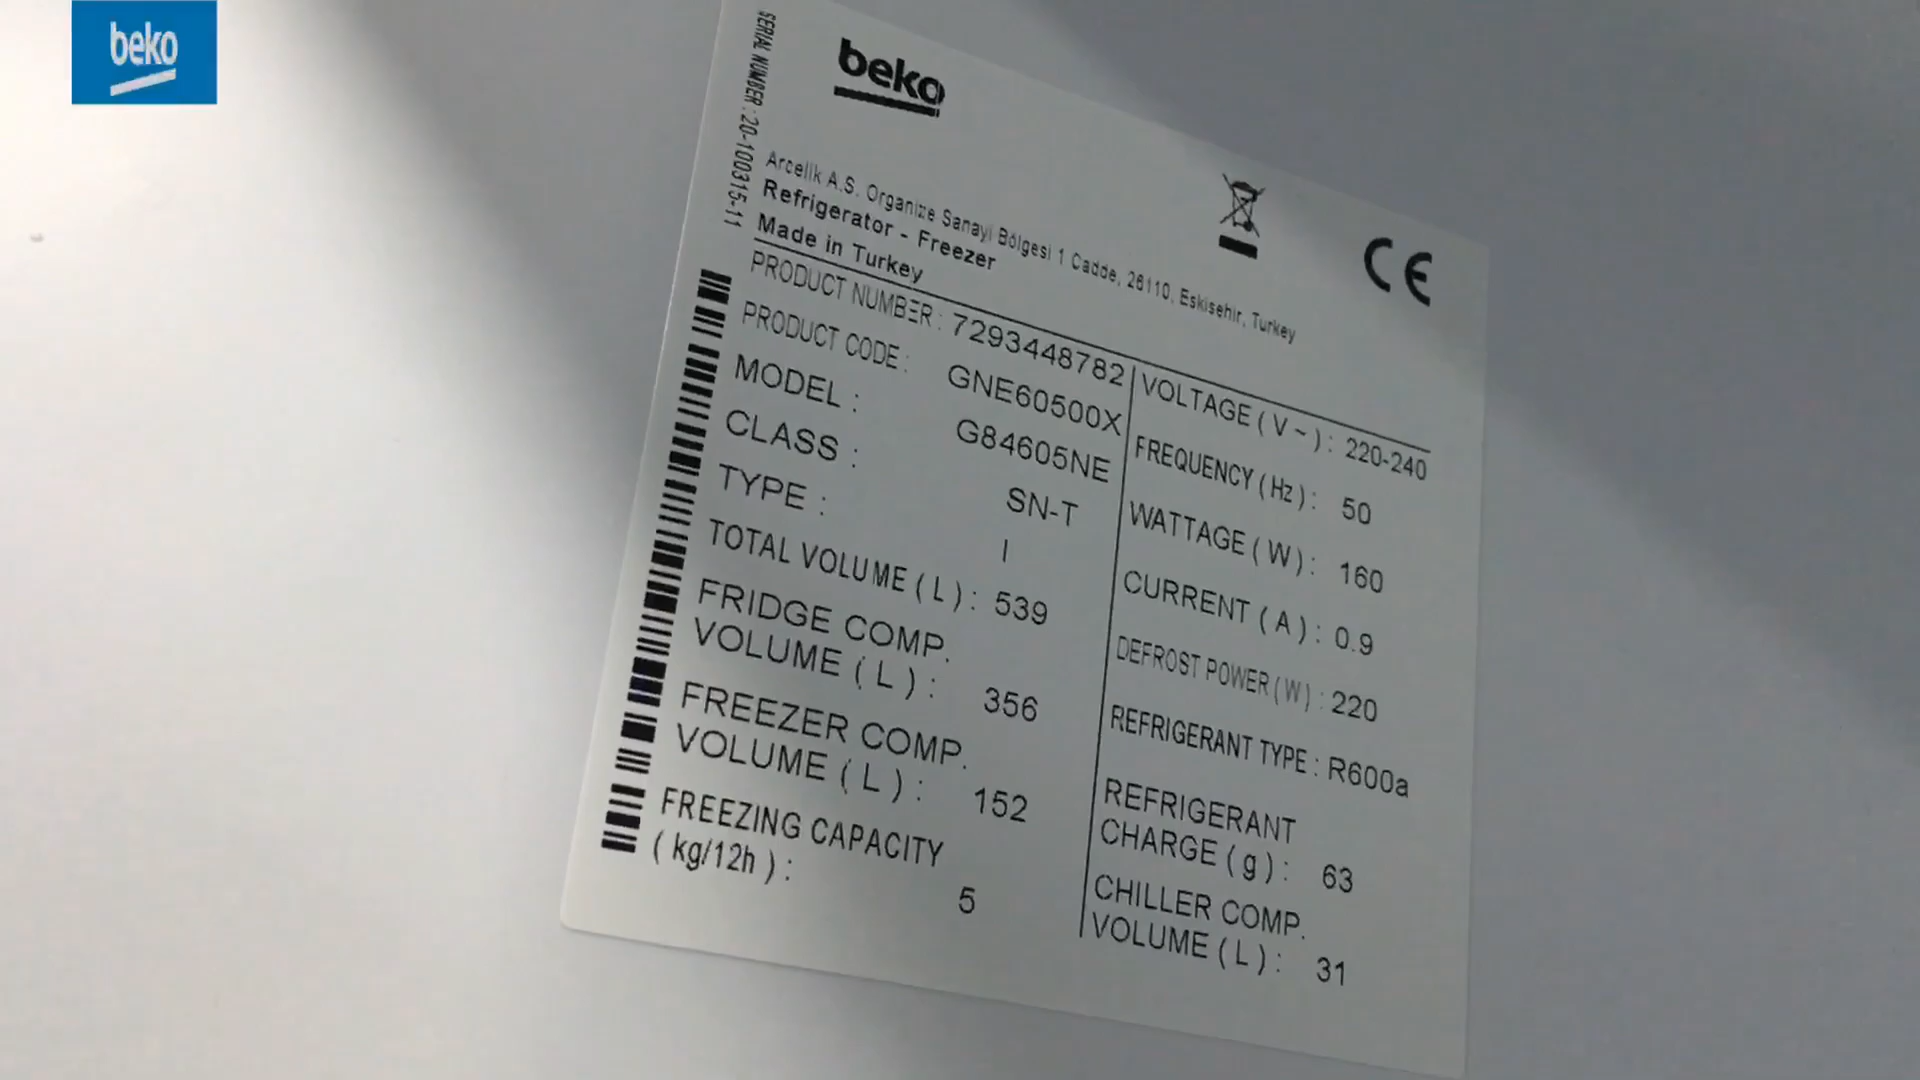 beko
SERIAL NUMBER : 20-100315-11
beko
Arcelik A.S. Organize Sanayi Bölgesi 1 Cadde, 26110, Eskisehir, Turkey
Refrigerator - Freezer
Made in Turkey
CE
PRODUCT NUMBER : 7293448782
PRODUCT CODE : GNE60500X
MODEL : G84605NE
CLASS : SN-T
TYPE : I
TOTAL VOLUME ( L ) : 539
FRIDGE COMP.
VOLUME ( L ) : 356
FREEZER COMP.
VOLUME ( L ) : 152
FREEZING CAPACITY
( kg/12h ) : 5
VOLTAGE ( V ~ ) : 220-240
FREQUENCY ( Hz ) : 50
WATTAGE ( W ) : 160
CURRENT ( A ) : 0.9
DEFROST POWER ( W ) : 220
REFRIGERANT TYPE : R600a
REFRIGERANT
CHARGE ( g ) : 63
CHILLER COMP.
VOLUME ( L ) : 31